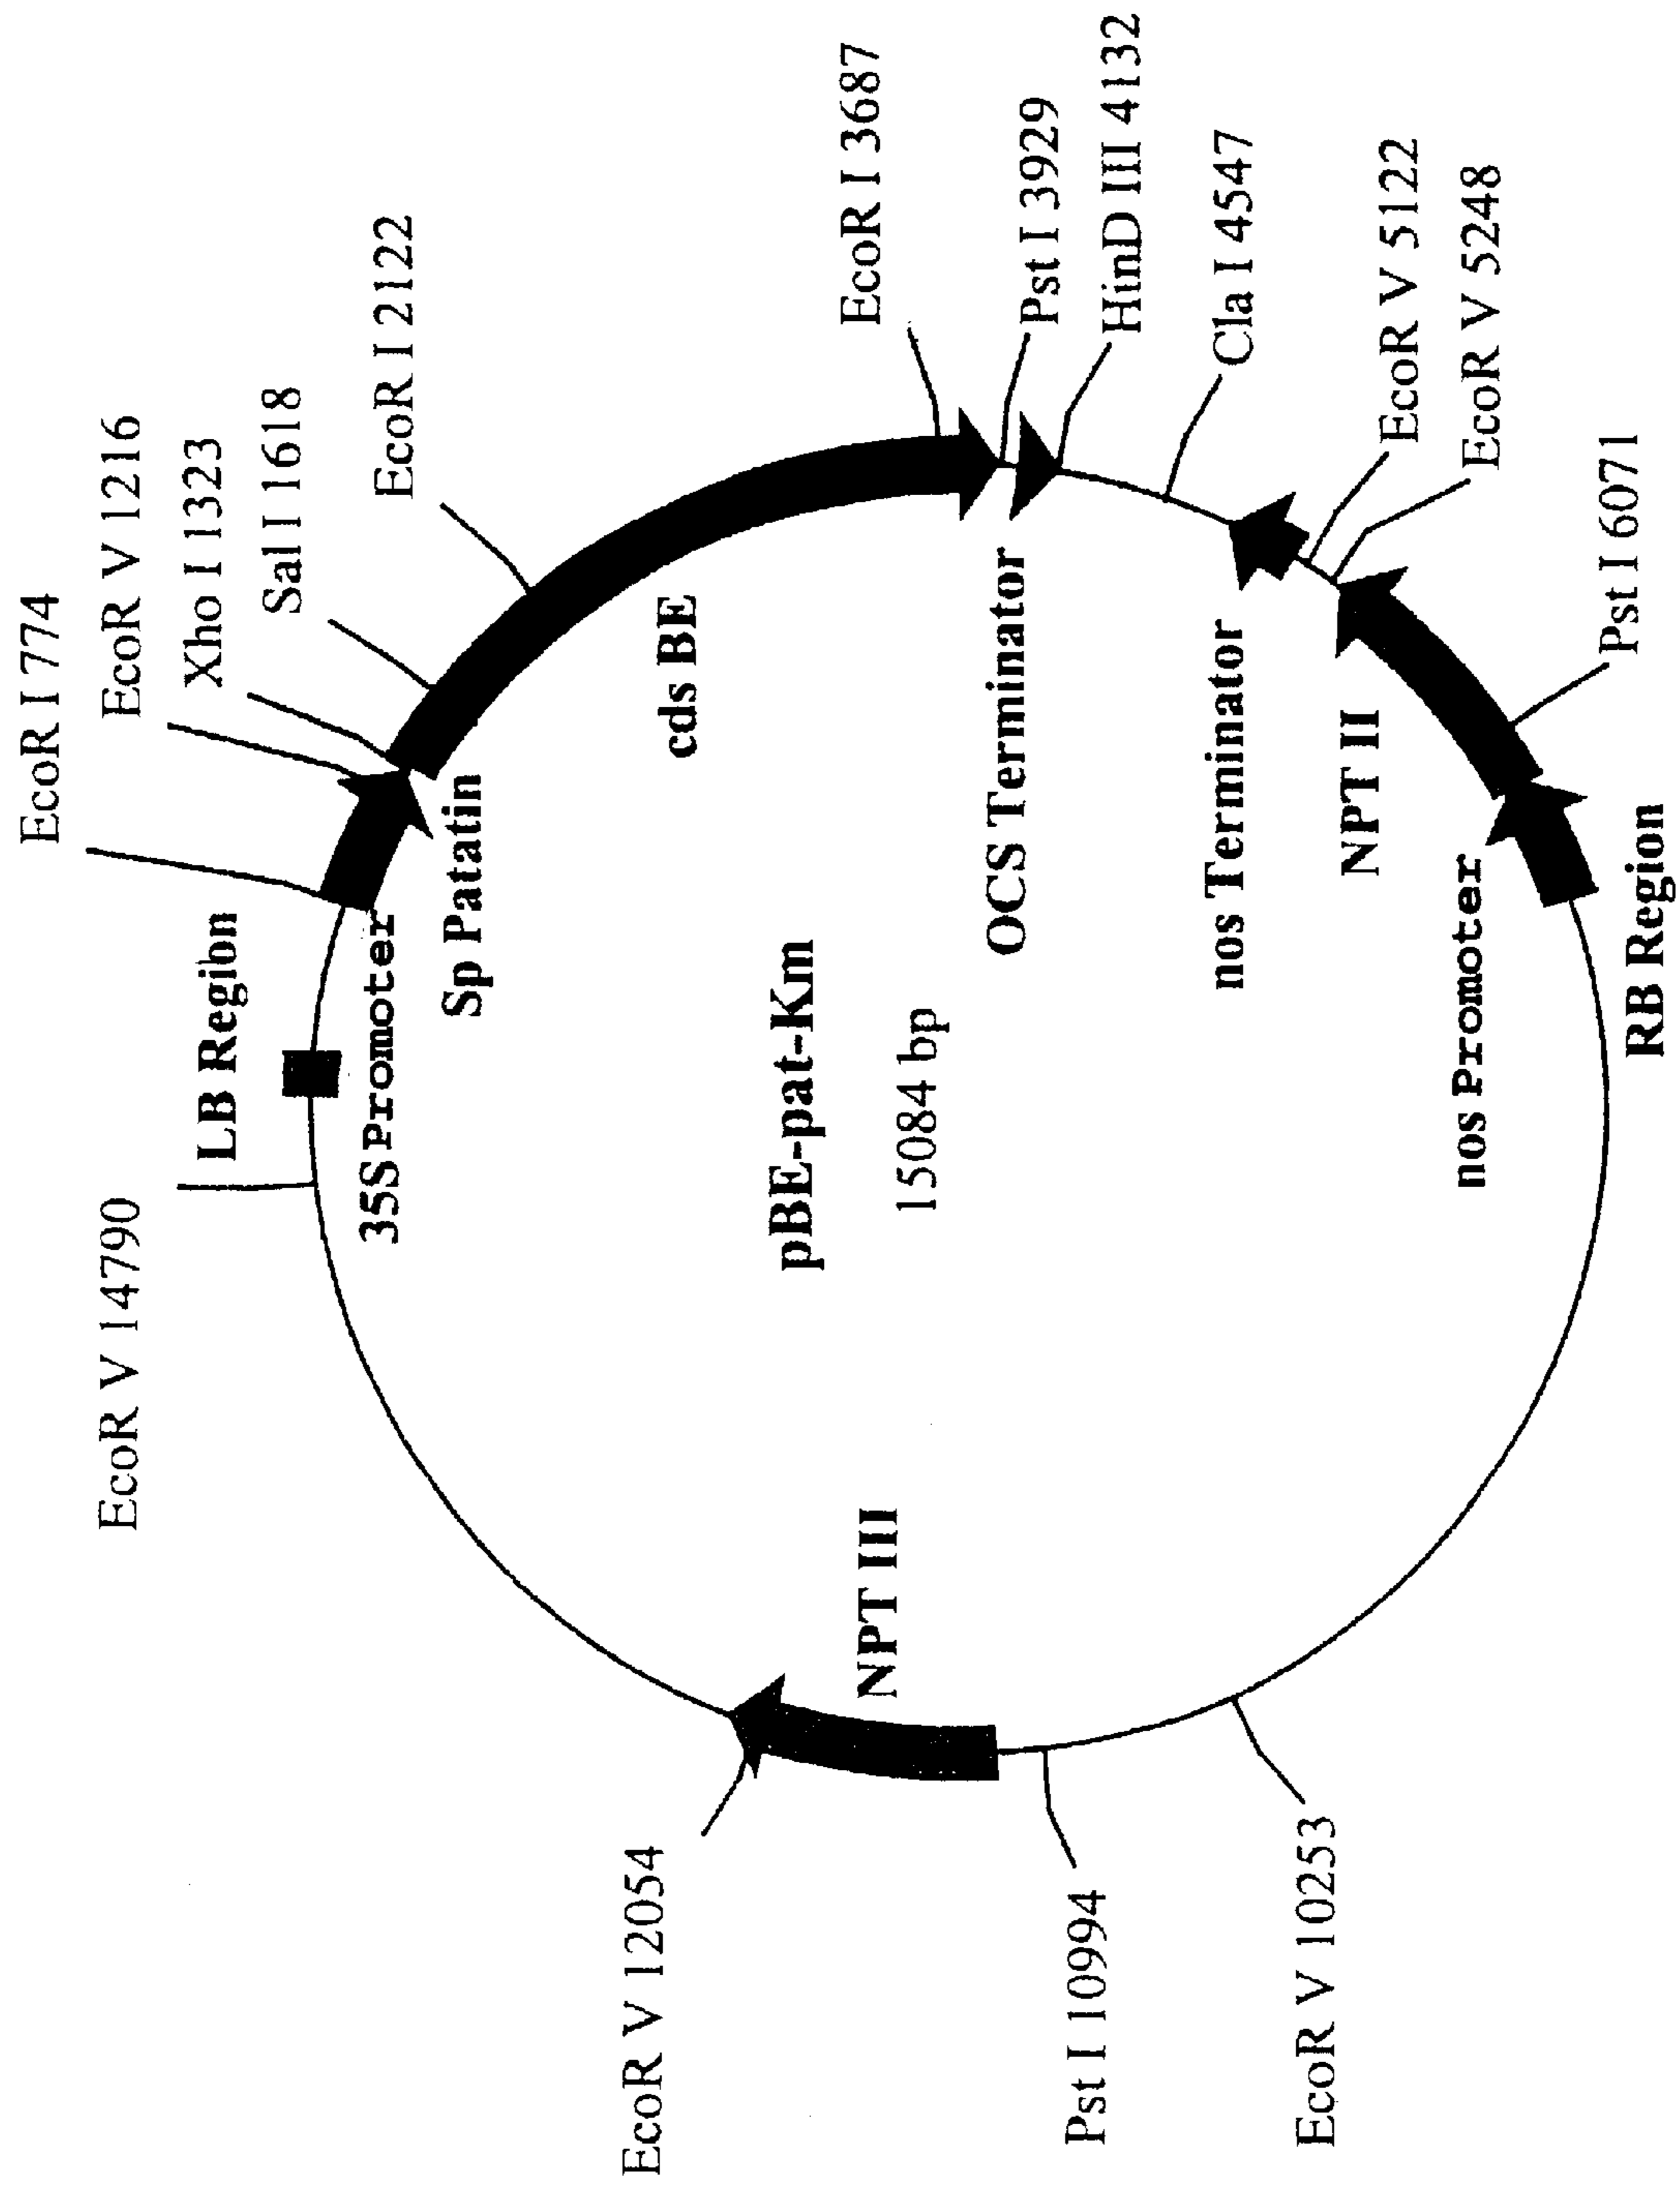 EcoR I 774
EcoR V 1216
Xho I 1323
Sal I 1618
EcoR I 2122
EcoR I 3687
Pst I 3929
HinD III 4132
Cla I 4547
EcoR V 5122
EcoR V 5248
Pst I 6071
EcoR V 10253
Pst I 10994
EcoR V 12054
EcoR V 14790
LB Region
35S Promoter
Sp Patatin
cds BE
OCS Terminator
nos Terminator
NPT II
nos Promoter
RB Region
NPT III
pBE-pat-Km
15084 bp